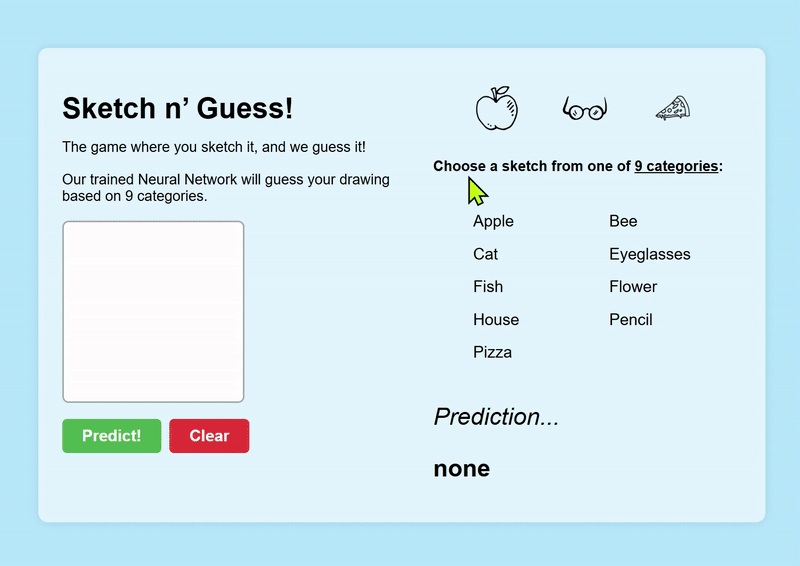 Sketch n’ Guess!
The game where you sketch it, and we guess it!
Our trained Neural Network will guess your drawing
based on 9 categories.
Predict!
Clear
Choose a sketch from one of 9 categories:
Apple
Bee
Cat
Eyeglasses
Fish
Flower
House
Pencil
Pizza
Prediction...
none